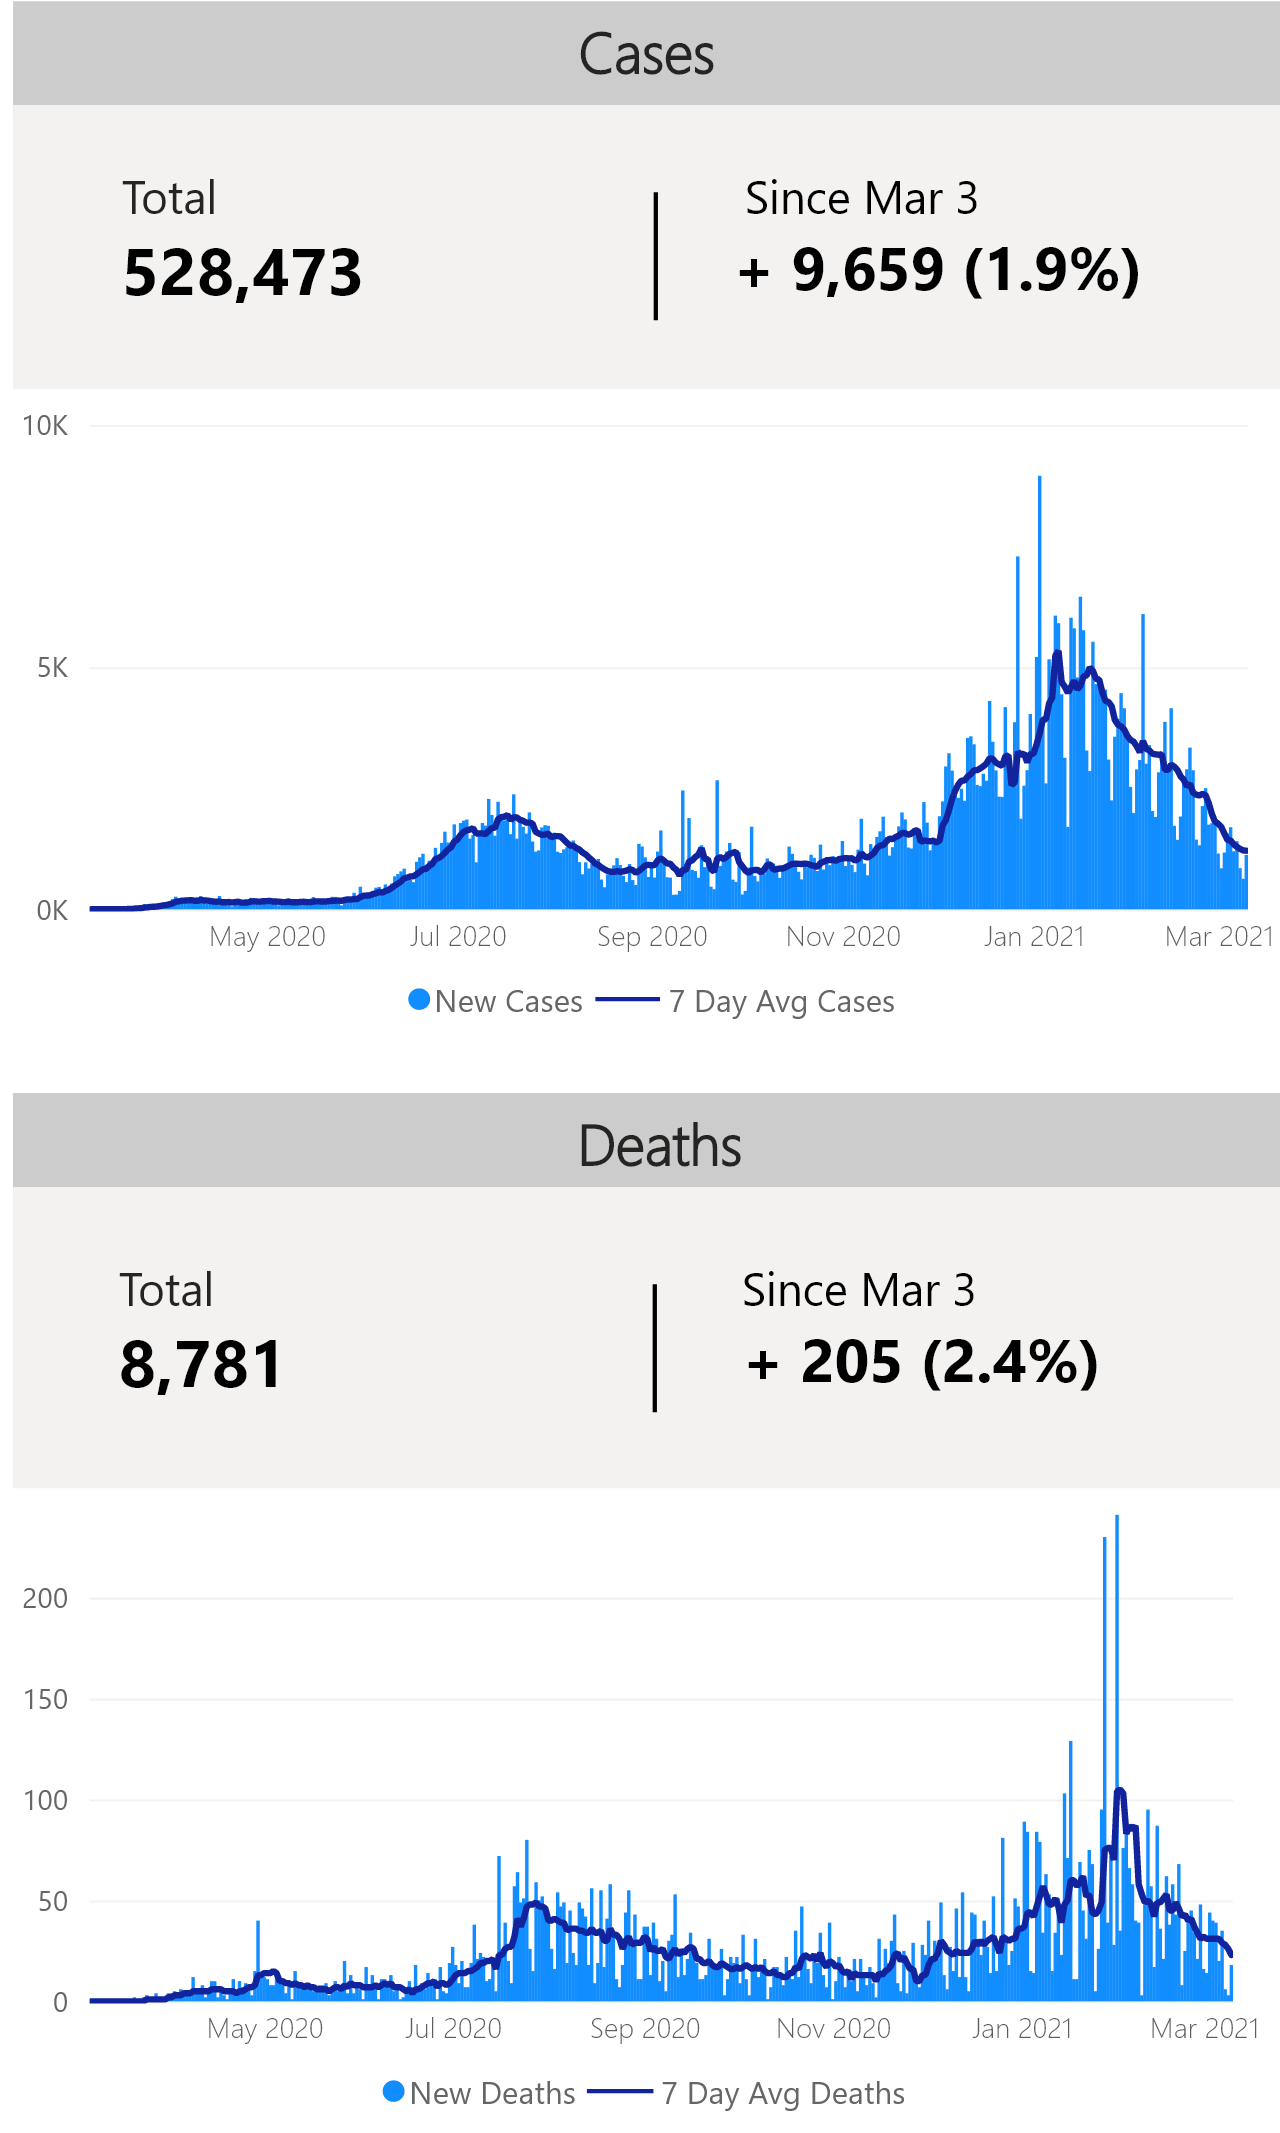 Cases
Total
Since Mar 3
528,473
+ 9,659 (1.9%)
10K
5K
0K
May 2020
Jul 2020
Sep 2020
Nov 2020
Jan 2021
Mar 2021
New Cases
7 Day Avg Cases
Deaths
Total
Since Mar 3
8,781
+ 205 (2.4%)
200
150
100
50
0
May 2020
Jul 2020
Sep 2020
Nov 2020
Jan 2021
Mar 2021
New Deaths
7 Day Avg Deaths